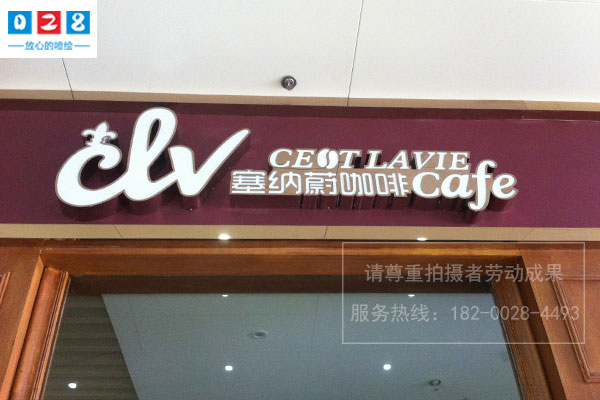 028
放心的喷绘
clv
CEOT LAVIE
塞纳蔚咖啡Cafe
请尊重拍摄者劳动成果
服务热线：182-0028-4493